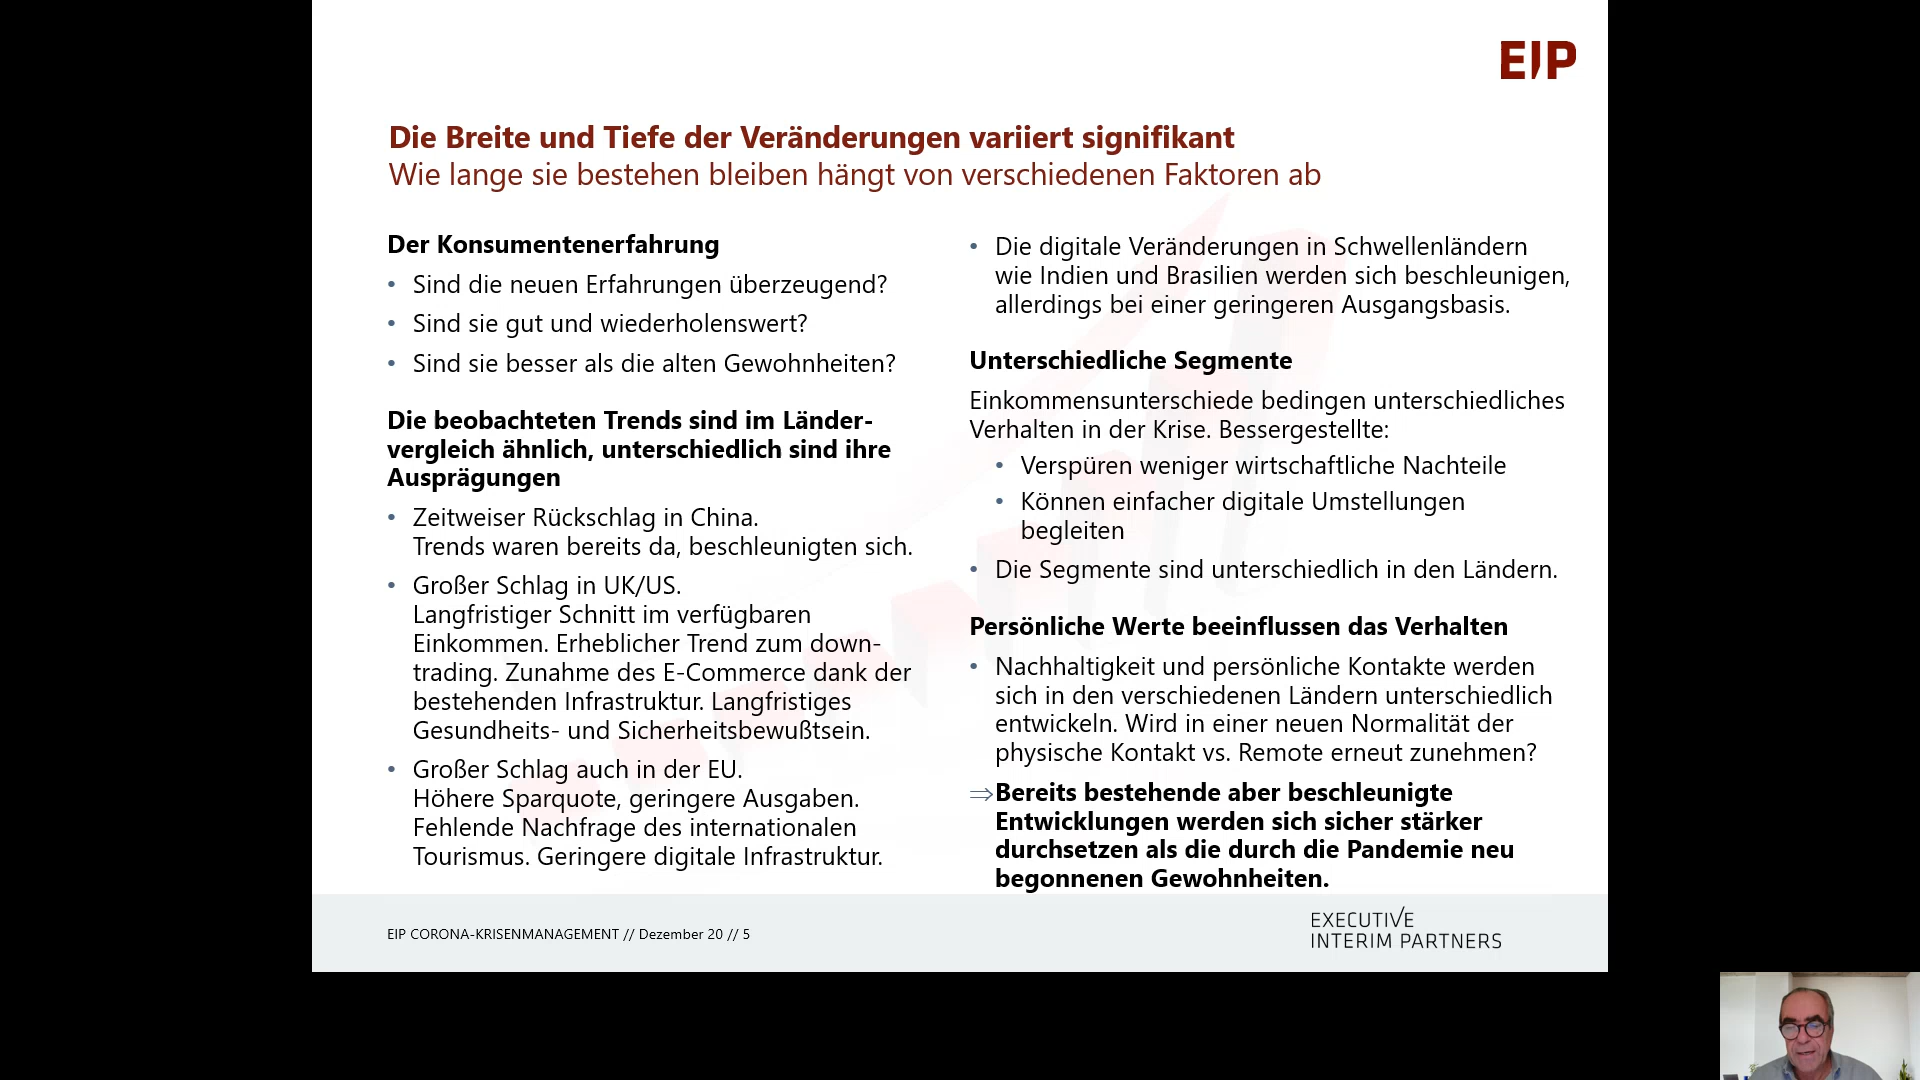 EIP
Die Breite und Tiefe der Veränderungen variiert signifikant
Wie lange sie bestehen bleiben hängt von verschiedenen Faktoren ab
Der Konsumentenerfahrung
• Sind die neuen Erfahrungen überzeugend?
• Sind sie gut und wiederholenswert?
• Sind sie besser als die alten Gewohnheiten?
Die beobachteten Trends sind im Länder-
vergleich ähnlich, unterschiedlich sind ihre
Ausprägungen
• Zeitweiser Rückschlag in China.
Trends waren bereits da, beschleunigten sich.
• Großer Schlag in UK/US.
Langfristiger Schnitt im verfügbaren
Einkommen. Erheblicher Trend zum down-
trading. Zunahme des E-Commerce dank der
bestehenden Infrastruktur. Langfristiges
Gesundheits- und Sicherheitsbewußtsein.
• Großer Schlag auch in der EU.
Höhere Sparquote, geringere Ausgaben.
Fehlende Nachfrage des internationalen
Tourismus. Geringere digitale Infrastruktur.
• Die digitale Veränderungen in Schwellenländern
wie Indien und Brasilien werden sich beschleunigen,
allerdings bei einer geringeren Ausgangsbasis.
Unterschiedliche Segmente
Einkommensunterschiede bedingen unterschiedliches
Verhalten in der Krise. Bessergestellte:
• Verspüren weniger wirtschaftliche Nachteile
• Können einfacher digitale Umstellungen
begleiten
• Die Segmente sind unterschiedlich in den Ländern.
Persönliche Werte beeinflussen das Verhalten
• Nachhaltigkeit und persönliche Kontakte werden
sich in den verschiedenen Ländern unterschiedlich
entwickeln. Wird in einer neuen Normalität der
physische Kontakt vs. Remote erneut zunehmen?
⇒ Bereits bestehende aber beschleunigte
Entwicklungen werden sich sicher stärker
durchsetzen als die durch die Pandemie neu
begonnenen Gewohnheiten.
EIP CORONA-KRISENMANAGEMENT // Dezember 20 // 5
EXECUTIVE
INTERIM PARTNERS